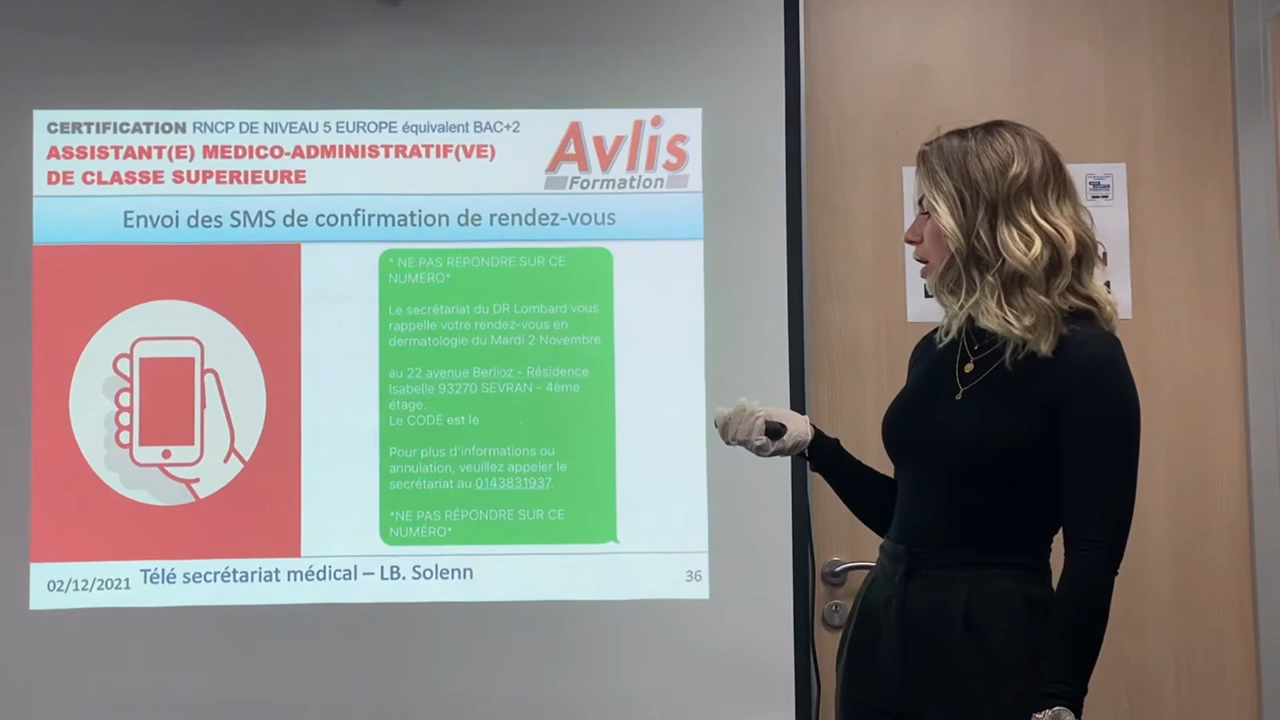 CERTIFICATION RNCP DE NIVEAU 5 EUROPE équivalent BAC+2
ASSISTANT(E) MEDICO-ADMINISTRATIF(VE)
DE CLASSE SUPERIEURE
Avlis
Formation
Envoi des SMS de confirmation de rendez-vous
* NE PAS RÉPONDRE SUR CE
NUMERO*
Le secrétariat du DR Lombard vous
rappelle votre rendez-vous en
dermatologie du Mardi 2 Novembre
au 22 avenue Berlioz - Résidence
Isabelle 93270 SEVRAN - 4ème
étage.
Le CODE est le
Pour plus d'informations ou
annulation, veuillez appeler le
secrétariat au 0143831937.
*NE PAS RÉPONDRE SUR CE
NUMÉRO*
02/12/2021 Télé secrétariat médical – LB. Solenn 36